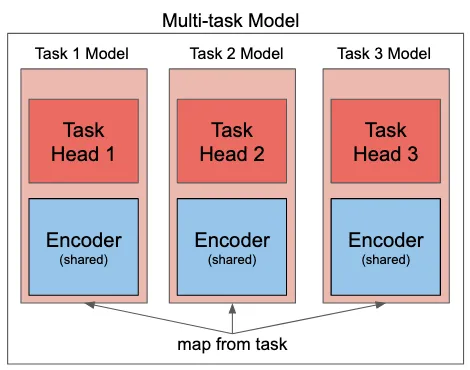 Multi-task Model
Task 1 Model
Task 2 Model
Task 3 Model
Task
Head 1
Task
Head 2
Task
Head 3
Encoder
(shared)
Encoder
(shared)
Encoder
(shared)
map from task